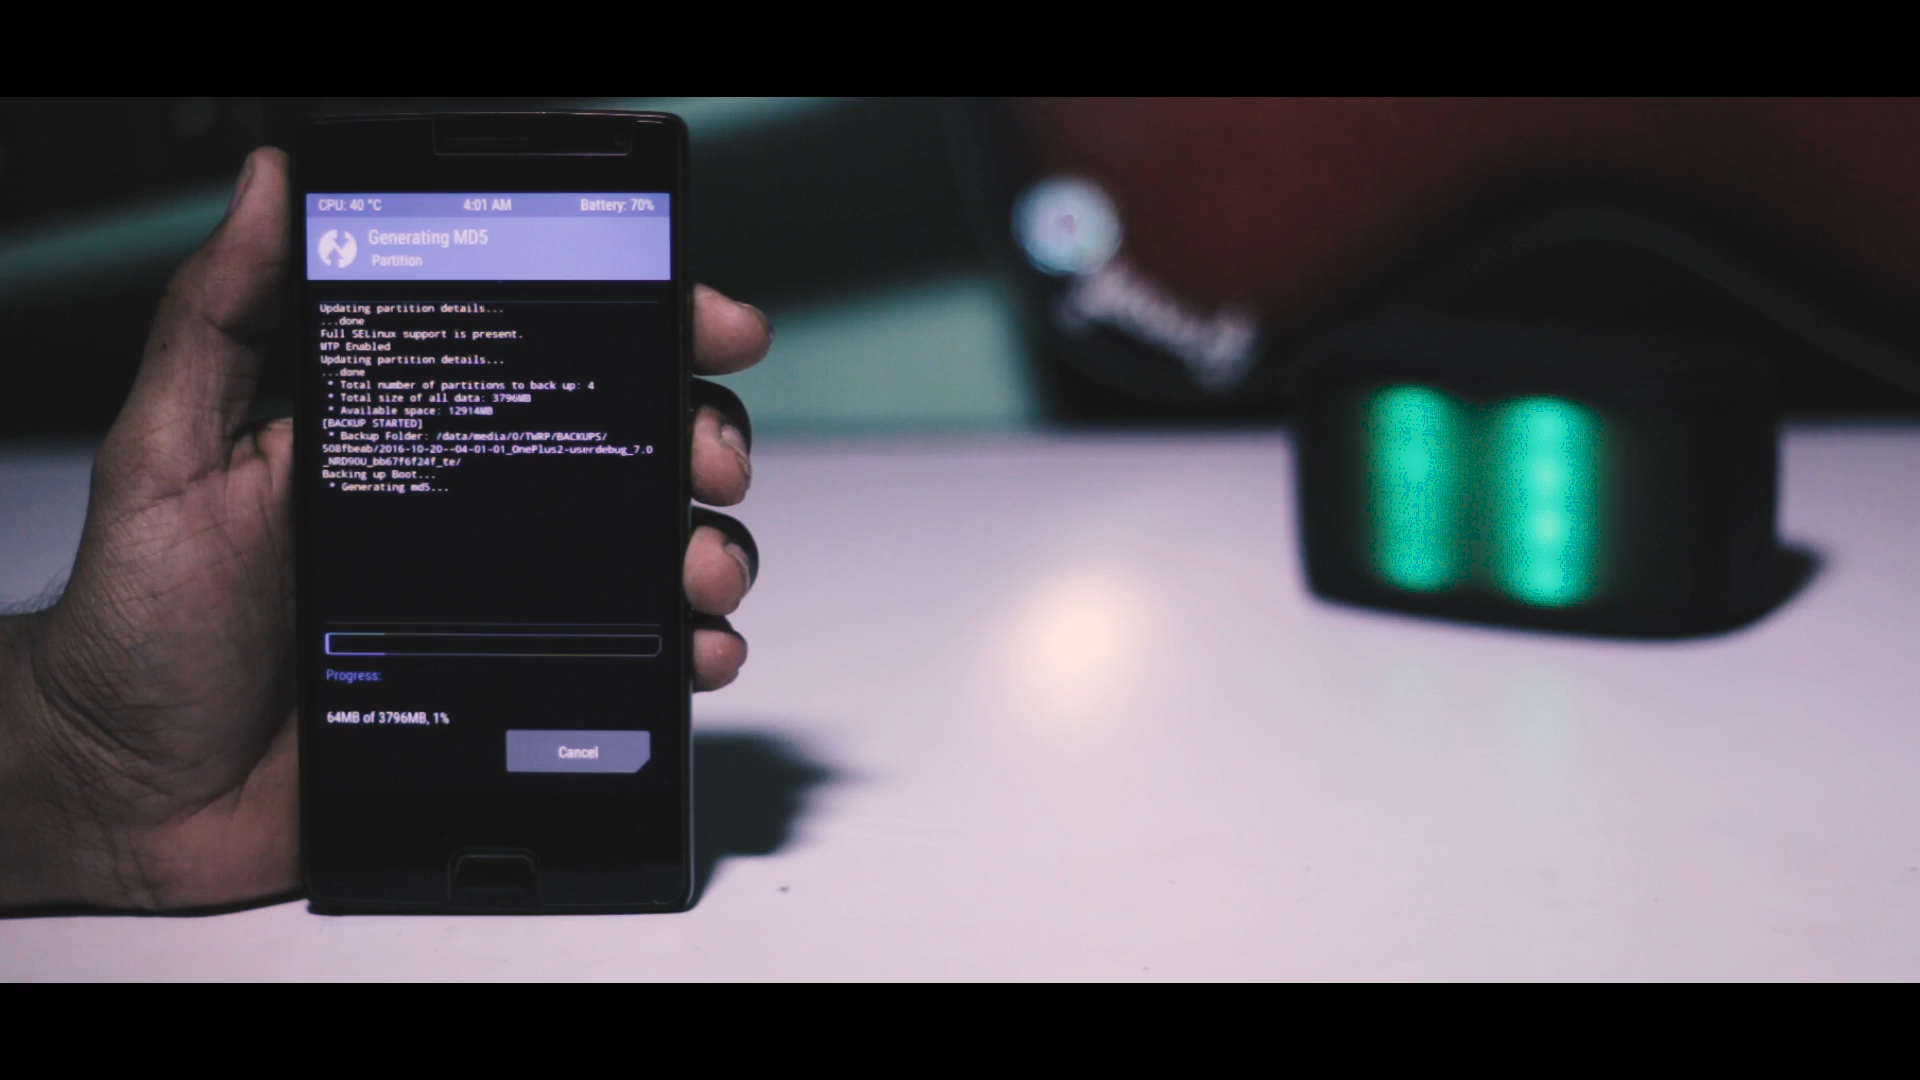 CPU: 40 °C 4:01 AM Battery: 70%
Generating MD5
Partition
Updating partition details...
...done
Full SELinux support is present.
MTP Enabled
Updating partition details...
...done
* Total number of partitions to back up: 4
* Total size of all data: 3796MB
* Available space: 12914MB
[BACKUP STARTED]
* Backup Folder: /data/media/0/TWRP/BACKUPS/
508fbeab/2016-10-20--04-01-01_OnePlus2-userdebug_7.0
_NRD90U_bb67f6f24f_te/
Backing up Boot...
* Generating md5...
Progress:
64MB of 3796MB, 1%
Cancel